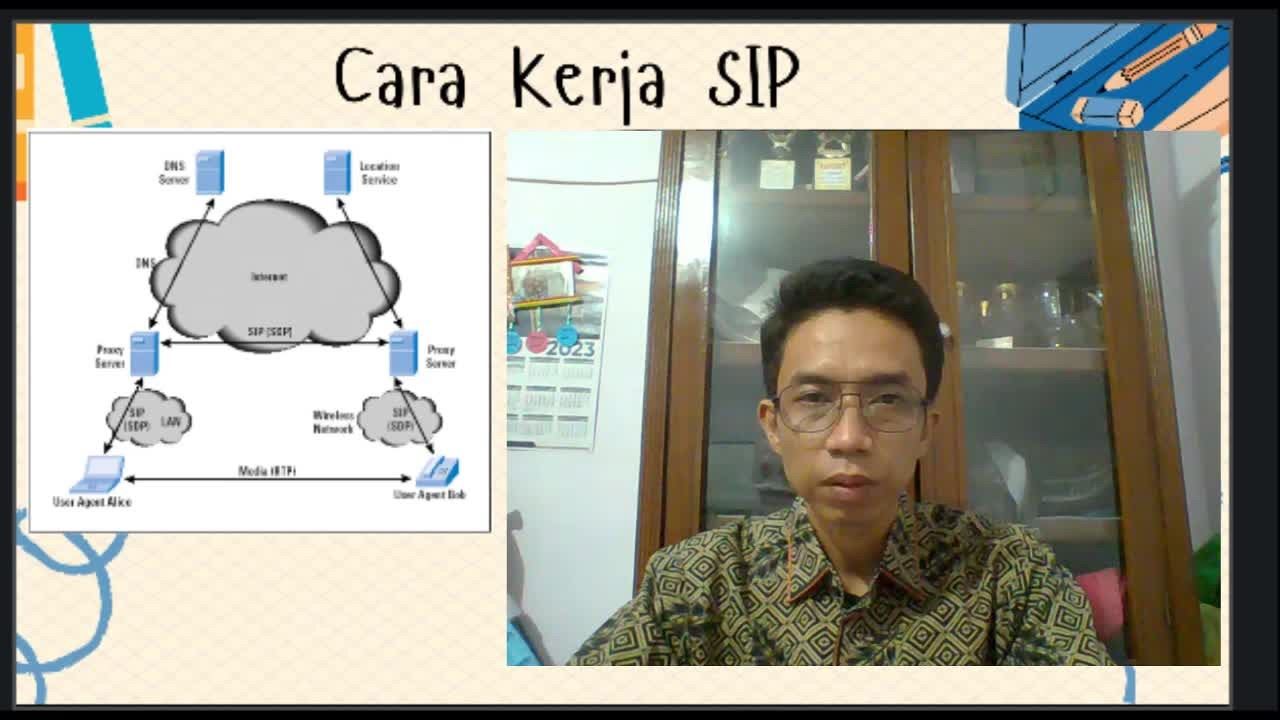 Cara Kerja SIP
DNS
Server
Location
Service
DNS
Internet
SIP (SDP)
Proxy
Server
Proxy
Server
SIP
(SDP)
LAN
Wireless
Network
SIP
(SDP)
Media (RTP)
User Agent Alice
User Agent Bob
2023